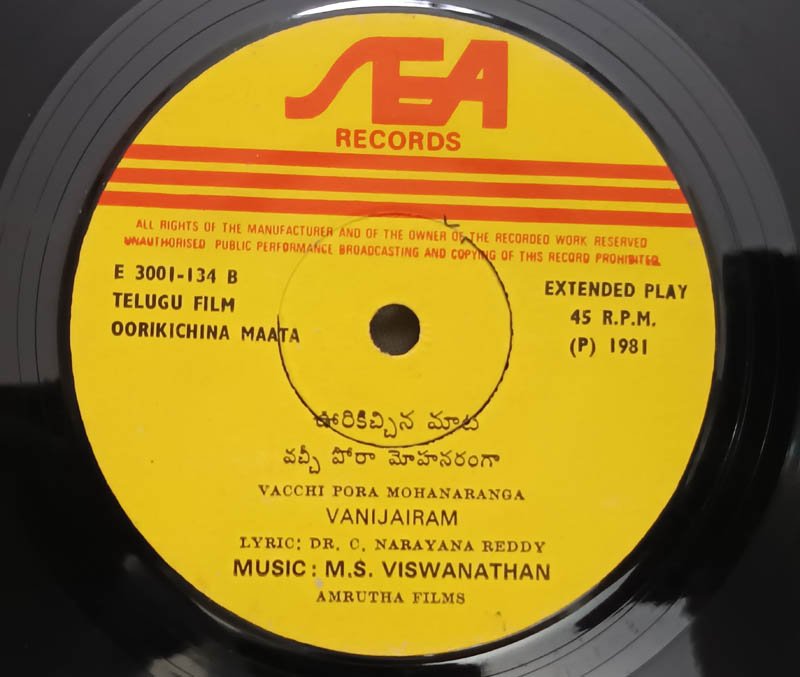 SEA
RECORDS
ALL RIGHTS OF THE MANUFACTURER AND OF THE OWNER OF THE RECORDED WORK RESERVED
UNAUTHORISED PUBLIC PERFORMANCE BROADCASTING AND COPYING OF THIS RECORD PROHIBITED
E 3001-134 B
TELUGU FILM
OORIKICHINA MAATA
EXTENDED PLAY
45 R.P.M.
(P) 1981
ఊరికిచ్చిన మాట
వచ్చీ పోరా మోహనరంగా
VACCHI PORA MOHANARANGA
VANIJAIRAM
LYRIC: DR. C. NARAYANA REDDY
MUSIC: M.S. VISWANATHAN
AMRUTHA FILMS